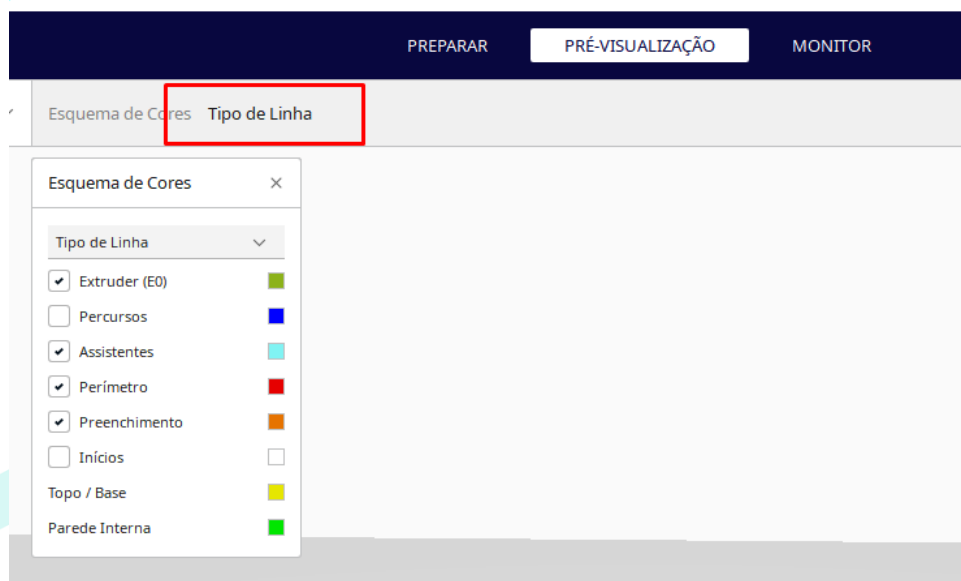 PREPARAR PRÉ-VISUALIZAÇÃO MONITOR
Esquema de Cores Tipo de Linha
Esquema de Cores
Tipo de Linha
Extruder (E0)
Percursos
Assistentes
Perímetro
Preenchimento
Inícios
Topo / Base
Parede Interna